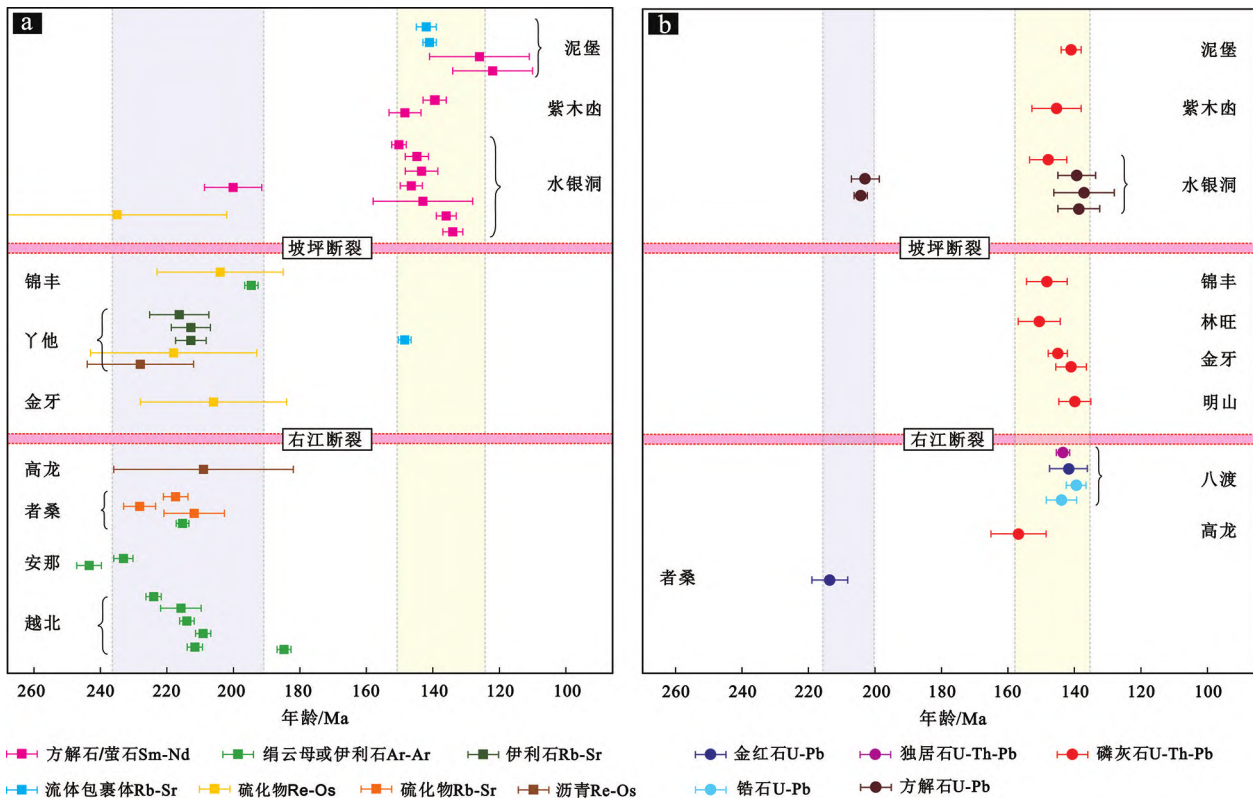 a
泥堡
紫木凼
水银洞
坡坪断裂
锦丰
丫他
金牙
右江断裂
高龙
者桑
安那
越北
260 240 220 200 180 160 140 120 100
年龄/Ma
b
泥堡
紫木凼
水银洞
坡坪断裂
锦丰
林旺
金牙
明山
右江断裂
八渡
高龙
者桑
260 240 220 200 180 160 140 120 100
年龄/Ma
方解石/萤石Sm-Nd 绢云母或伊利石Ar-Ar 伊利石Rb-Sr 金红石U-Pb 独居石U-Th-Pb 磷灰石U-Th-Pb
流体包裹体Rb-Sr 硫化物Re-Os 硫化物Rb-Sr 沥青Re-Os 锆石U-Pb 方解石U-Pb